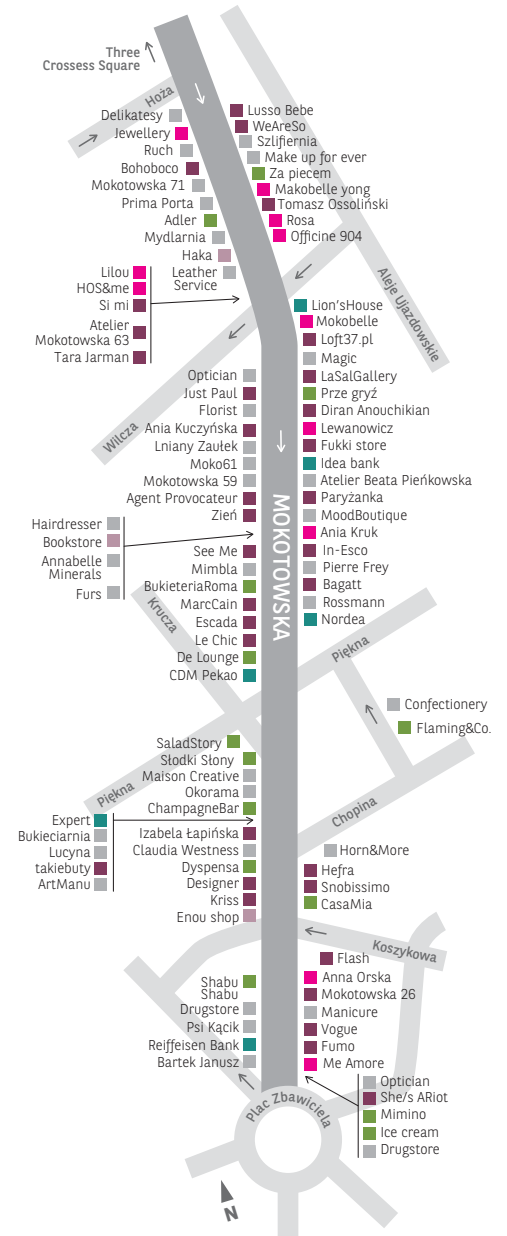 Three
Crossess Square
Hoża
Delikatesy
Jewellery
Ruch
Bohoboco
Mokotowska 71
Prima Porta
Adler
Mydlarnia
Haka
Leather
Service
Lilou
HOS&me
Si mi
Atelier
Mokotowska 63
Tara Jarman
Lusso Bebe
WeAreSo
Szlifiernia
Make up for ever
Za piecem
Makobelle yong
Tomasz Ossoliński
Rosa
Officine 904
Aleje Ujazdowskie
Wilcza
Lion'sHouse
Mokobelle
Loft37.pl
Magic
LaSalGallery
Prze gryź
Diran Anouchikian
Lewanowicz
Fukki store
Idea bank
Atelier Beata Pieńkowska
Paryżanka
MoodBoutique
Ania Kruk
In-Esco
Pierre Frey
Bagatt
Rossmann
Nordea
Optician
Just Paul
Florist
Ania Kuczyńska
Lniany Zaułek
Moko61
Mokotowska 59
Agent Provocateur
Zień
Hairdresser
Bookstore
Annabelle
Minerals
Furs
See Me
Mimbla
BukieteriaRoma
MarcCain
Escada
Le Chic
De Lounge
CDM Pekao
MOKOTOWSKA
Krucza
Piękna
Confectionery
Flaming&Co.
SaladStory
Słodki Słony
Maison Creative
Okorama
ChampagneBar
Piękna
Chopina
Expert
Bukieciarnia
Lucyna
takiebuty
ArtManu
Izabela Łapińska
Claudia Westness
Dyspensa
Designer
Kriss
Enou shop
Horn&More
Hefra
Snobissimo
CasaMia
Koszykowa
Flash
Anna Orska
Mokotowska 26
Manicure
Vogue
Fumo
Me Amore
Shabu
Shabu
Drugstore
Psi Kącik
Reiffeisen Bank
Bartek Janusz
Optician
She/s ARiot
Mimino
Ice cream
Drugstore
Plac Zbawiciela
N